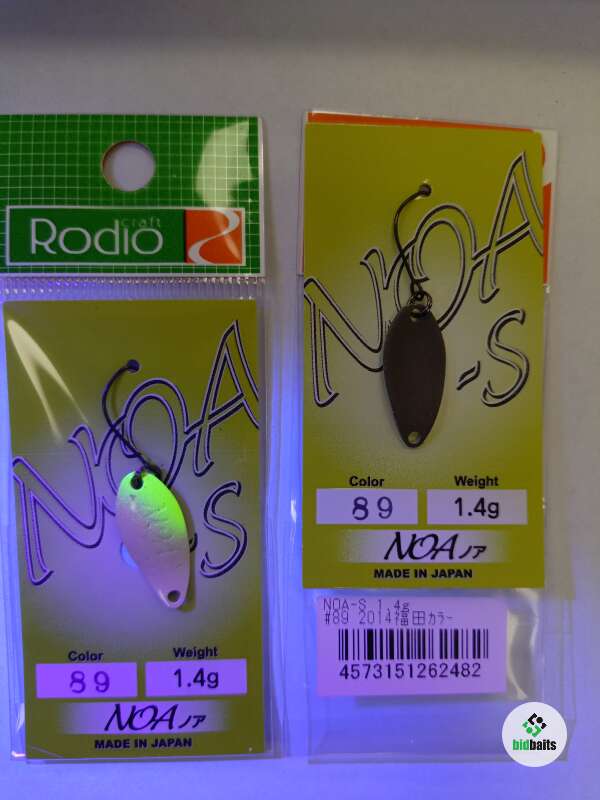 craft
Rodio
NOA
-S
Color
Weight
89
1.4g
NOAノア
MADE IN JAPAN
NOA
-S
Color
Weight
89
1.4g
NOAノア
MADE IN JAPAN
NOA-S 1.4g
#89 2014福田カラー
4573151262482
bidbaits